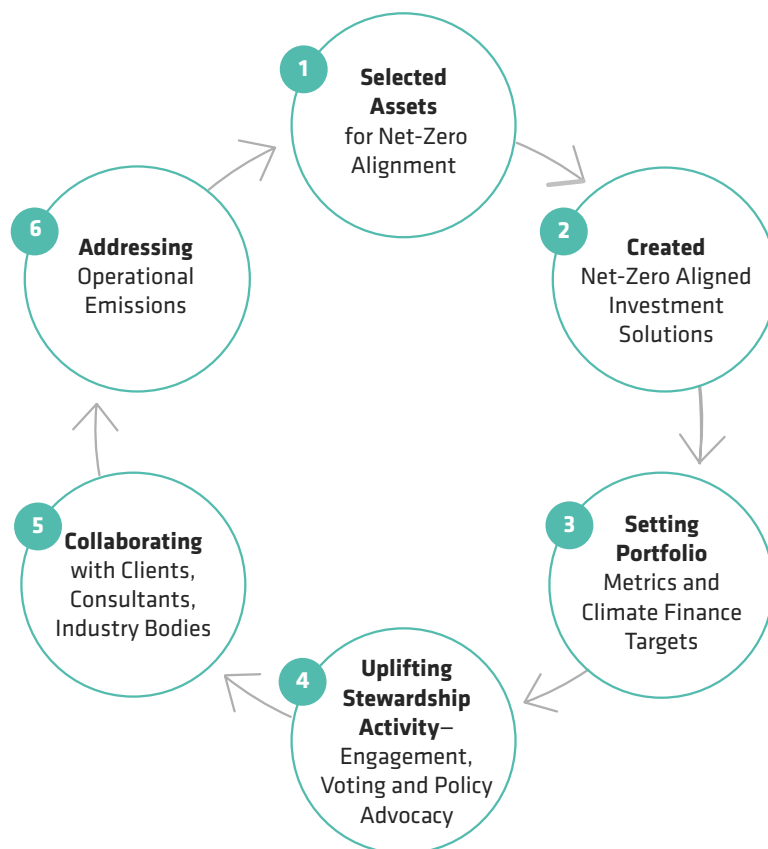 1
Selected
Assets
for Net-Zero
Alignment
2
Created
Net-Zero Aligned
Investment
Solutions
3
Setting
Portfolio
Metrics and
Climate Finance
Targets
4
Uplifting
Stewardship
Activity—
Engagement,
Voting and Policy
Advocacy
5
Collaborating
with Clients,
Consultants,
Industry Bodies
6
Addressing
Operational
Emissions